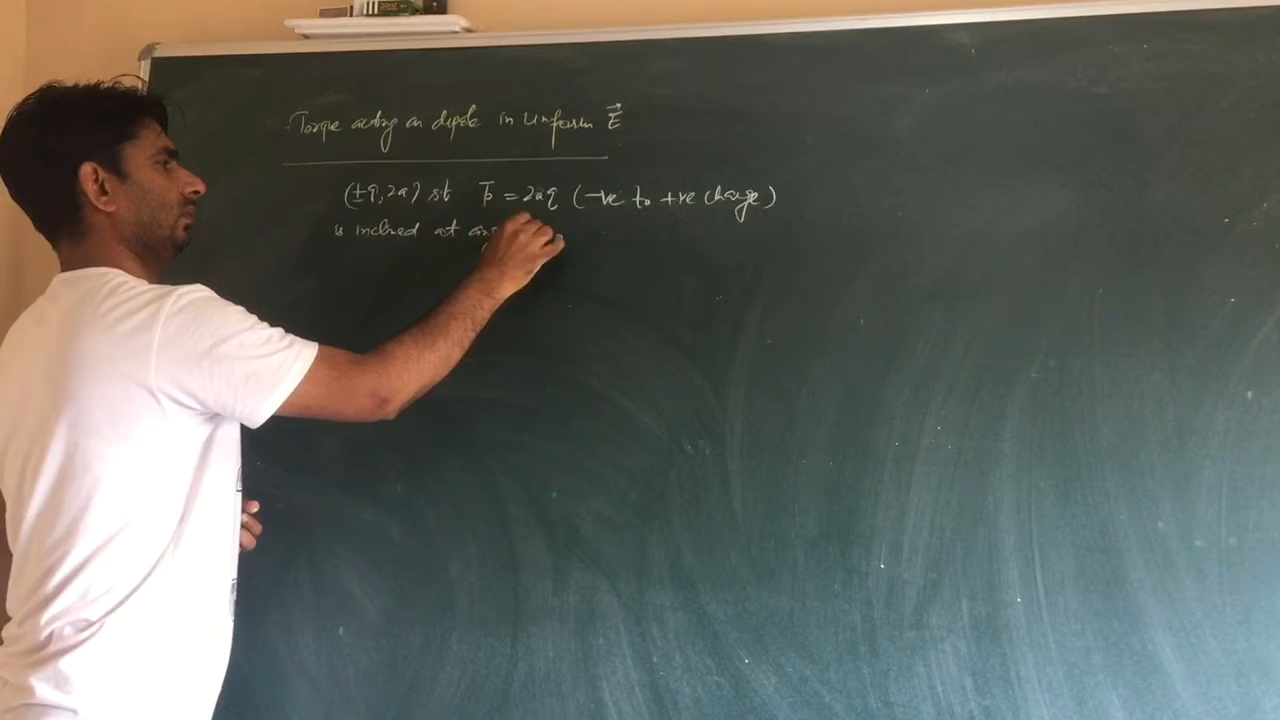 Torque acting on dipole in uniform E⃗
(±q, 2a) st p̄ = 2aq (-ve to +ve charge)
is inclined at